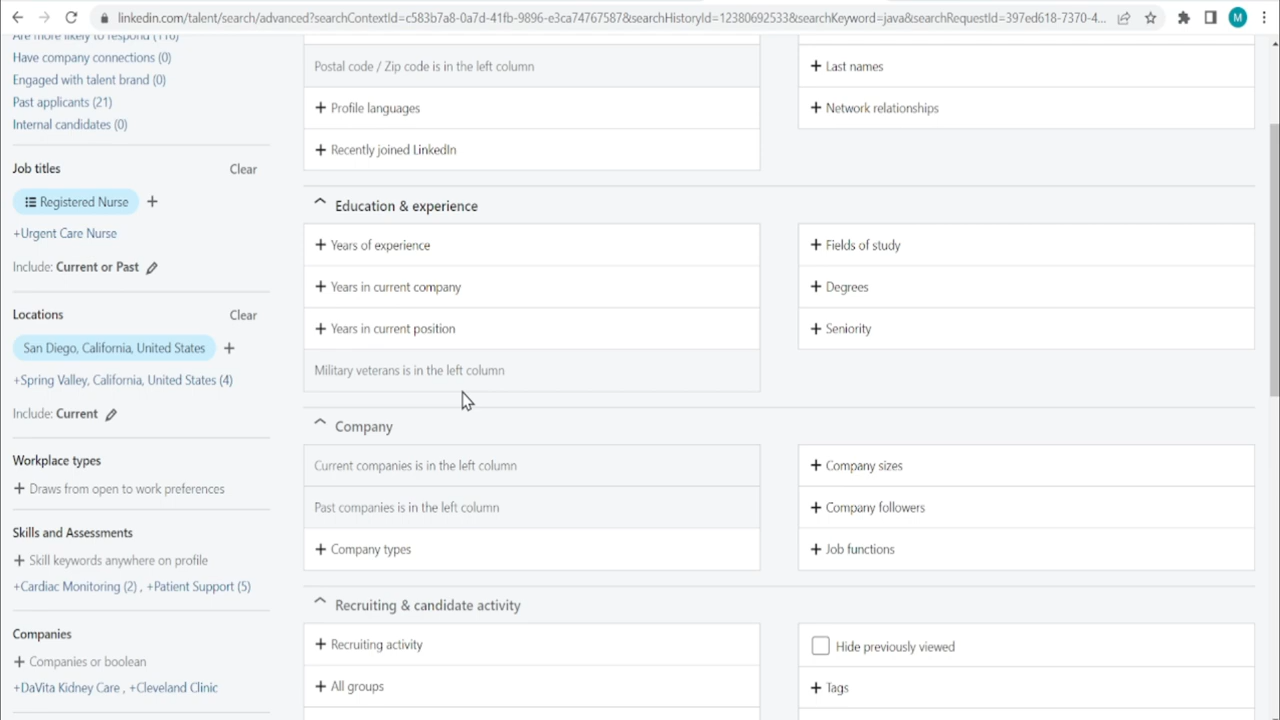 linkedin.com/talent/search/advanced?searchContextId=c583b7a8-0a7d-41fb-9896-e3ca74767587&searchHistoryId=12380692533&searchKeyword=java&searchRequestId=397ed618-7370-4...
M
Are more likely to respond (116)
Have company connections (0)
Engaged with talent brand (0)
Past applicants (21)
Internal candidates (0)
Job titles
Clear
Registered Nurse +
+Urgent Care Nurse
Include: Current or Past
Locations
Clear
San Diego, California, United States +
+Spring Valley, California, United States (4)
Include: Current
Workplace types
+ Draws from open to work preferences
Skills and Assessments
+ Skill keywords anywhere on profile
+Cardiac Monitoring (2) , +Patient Support (5)
Companies
+ Companies or boolean
+DaVita Kidney Care , +Cleveland Clinic
Postal code / Zip code is in the left column
+ Profile languages
+ Recently joined LinkedIn
+ Last names
+ Network relationships
Education & experience
+ Years of experience
+ Years in current company
+ Years in current position
Military veterans is in the left column
+ Fields of study
+ Degrees
+ Seniority
Company
Current companies is in the left column
Past companies is in the left column
+ Company types
+ Company sizes
+ Company followers
+ Job functions
Recruiting & candidate activity
+ Recruiting activity
+ All groups
Hide previously viewed
+ Tags